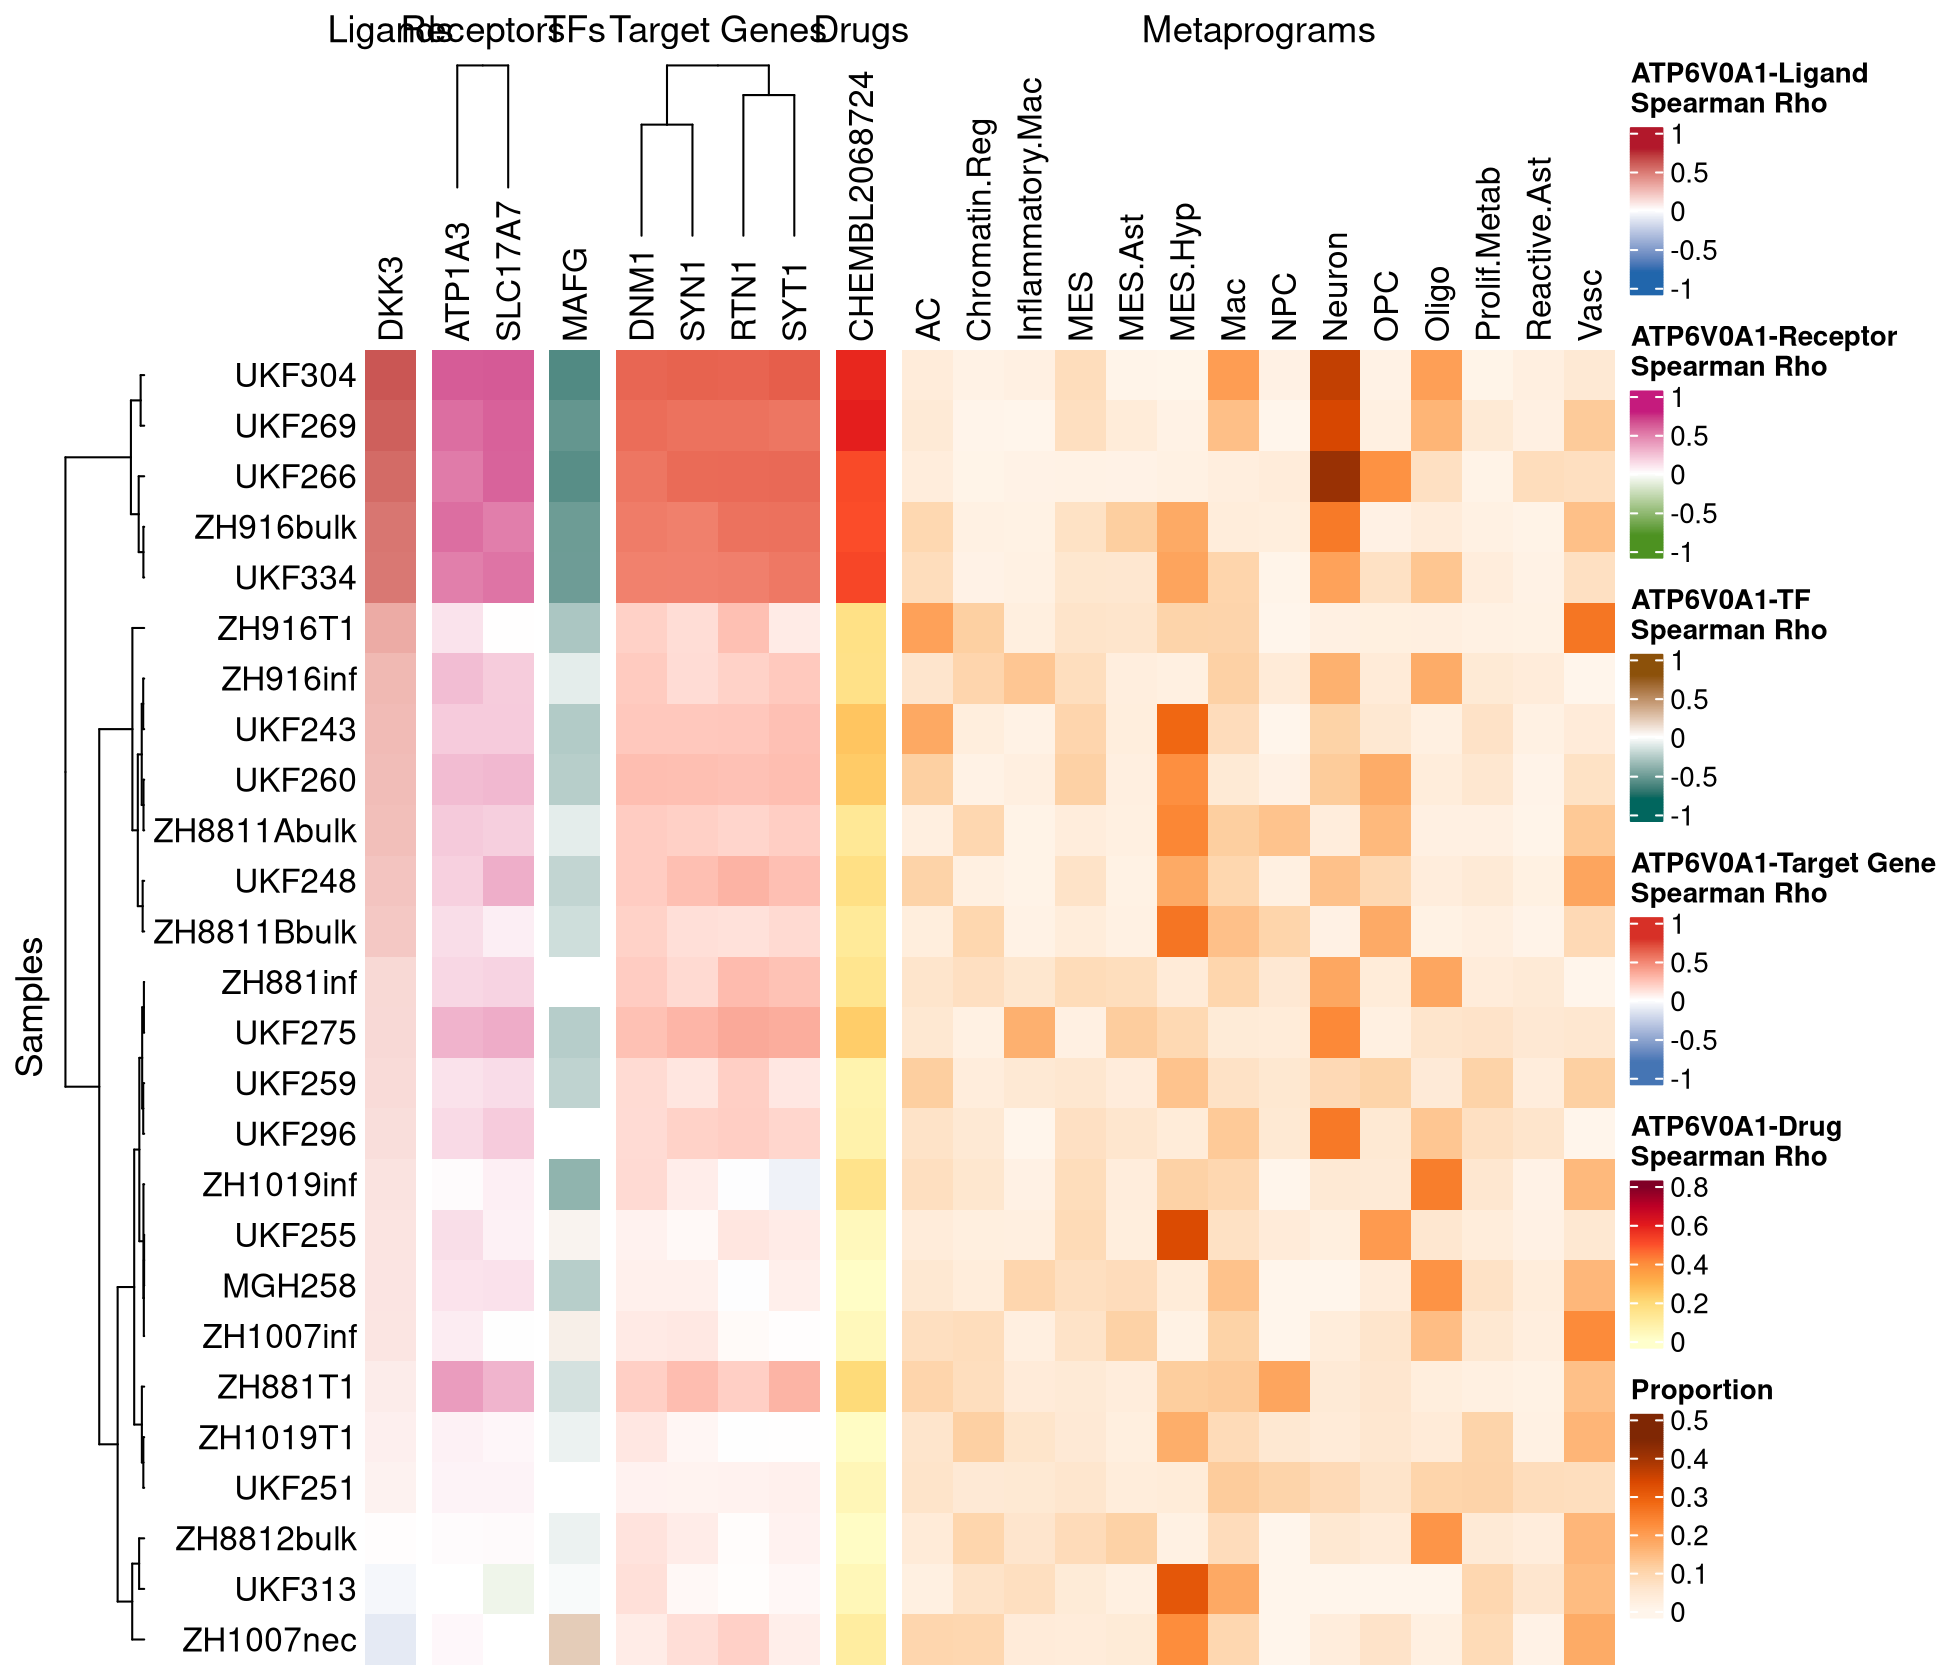 Ligands Receptors TFs Target Genes Drugs Metaprograms
DKK3 ATP1A3 SLC17A7 MAFG DNM1 SYN1 RTN1 SYT1 CHEMBL2068724 AC Chromatin.Reg Inflammatory.Mac MES MES.Ast MES.Hyp Mac NPC Neuron OPC Oligo Prolif.Metab Reactive.Ast Vasc
Samples
UKF304
UKF269
UKF266
ZH916bulk
UKF334
ZH916T1
ZH916inf
UKF243
UKF260
ZH8811Abulk
UKF248
ZH8811Bbulk
ZH881inf
UKF275
UKF259
UKF296
ZH1019inf
UKF255
MGH258
ZH1007inf
ZH881T1
ZH1019T1
UKF251
ZH8812bulk
UKF313
ZH1007nec
ATP6V0A1-Ligand
Spearman Rho
1
0.5
0
-0.5
-1
ATP6V0A1-Receptor
Spearman Rho
1
0.5
0
-0.5
-1
ATP6V0A1-TF
Spearman Rho
1
0.5
0
-0.5
-1
ATP6V0A1-Target Gene
Spearman Rho
1
0.5
0
-0.5
-1
ATP6V0A1-Drug
Spearman Rho
0.8
0.6
0.4
0.2
0
Proportion
0.5
0.4
0.3
0.2
0.1
0